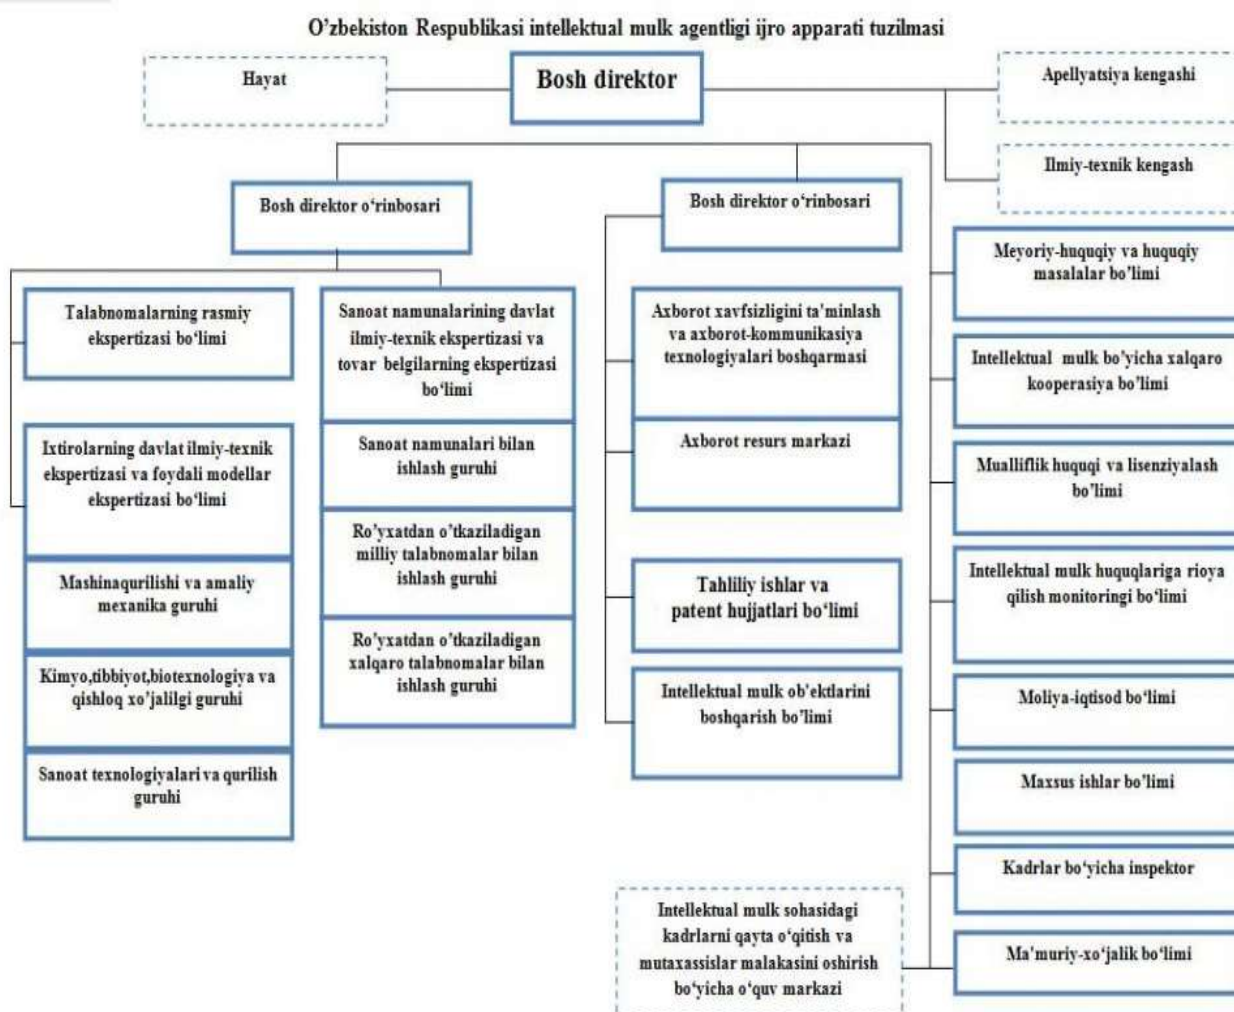 O’zbekiston Respublikasi intellektual mulk agentligi ijro apparati tuzilmasi
Hayat
Bosh direktor
Apellyatsiya kengashi
Ilmiy-texnik kengash
Bosh direktor o‘rinbosari
Bosh direktor o‘rinbosari
Talabnomalarning rasmiy
ekspertizasi bo‘limi
Ixtirolarning davlat ilmiy-texnik
ekspertizasi va foydali modellar
ekspertizasi bo‘limi
Mashinaqurilishi va amaliy
mexanika guruhi
Kimyo,tibbiyot,biotexnologiya va
qishloq xo’jalilgi guruhi
Sanoat texnologiyalari va qurilish
guruhi
Sanoat namunalarining davlat
ilmiy-texnik ekspertizasi va
tovar belgilarning ekspertizasi
bo‘limi
Sanoat namunalari bilan
ishlash guruhi
Ro’yxatdan o’tkaziladigan
milliy talabnomalar bilan
ishlash guruhi
Ro’yxatdan o’tkaziladigan
xalqaro talabnomalar bilan
ishlash guruhi
Axborot xavfsizligini ta'minlash
va axborot-kommunikasiya
texnologiyalari boshqarmasi
Axborot resurs markazi
Tahliliy ishlar va
patent hujjatlari bo‘limi
Intellektual mulk ob'ektlarini
boshqarish bo’limi
Meyoriy-huquqiy va huquqiy
masalalar bo’limi
Intellektual mulk bo’yicha xalqaro
kooperasiya bo’limi
Mualliflik huquqi va lisenziyalash
bo’limi
Intellektual mulk huquqlariga rioya
qilish monitoringi bo’limi
Moliya-iqtisod bo’limi
Maxsus ishlar bo’limi
Kadrlar bo‘yicha inspektor
Ma'muriy-xo‘jalik bo‘limi
Intellektual mulk sohasidagi
kadrlarni qayta o‘qitish va
mutaxassislar malakasini oshirish
bo‘yicha o‘quv markazi